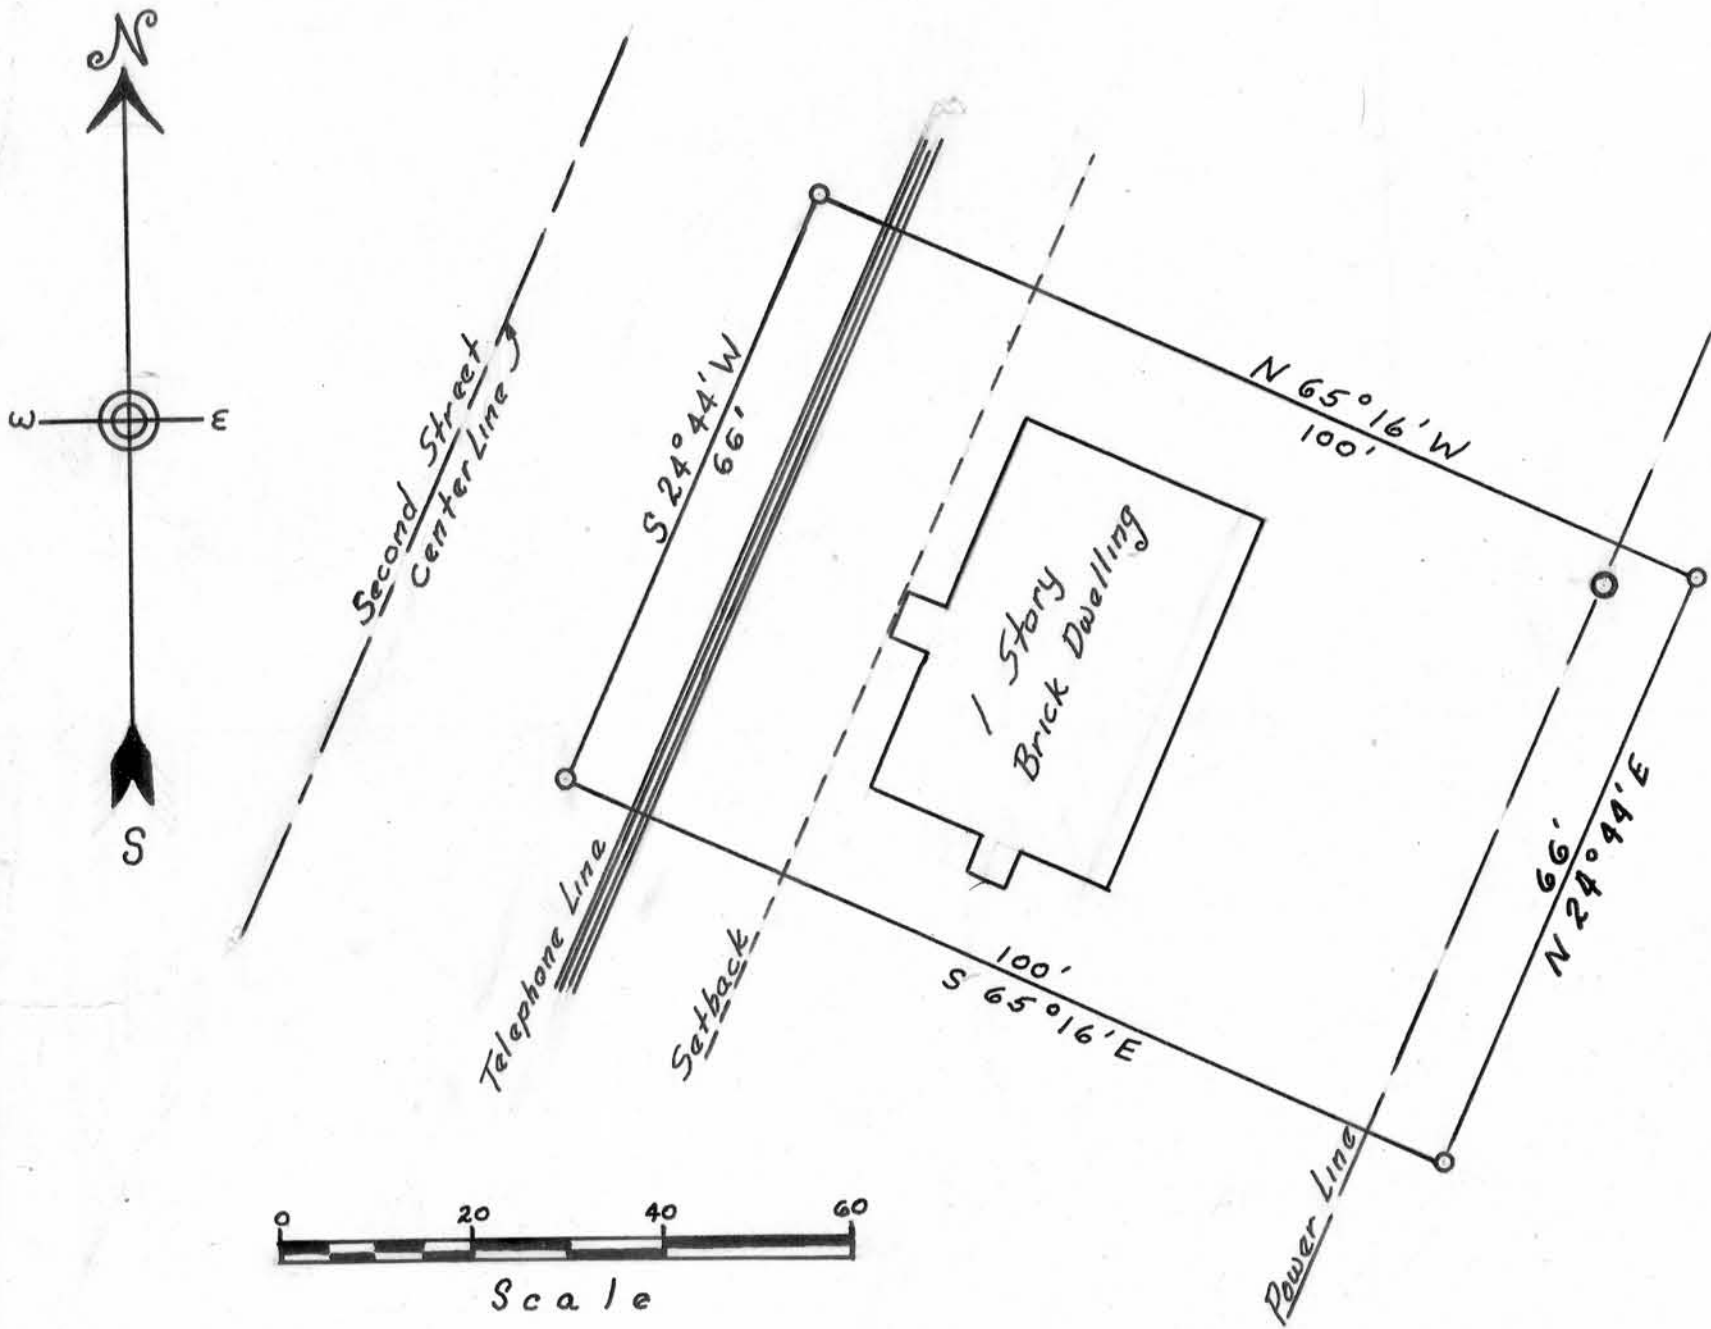 N
ω
ε
S
Second Street
Center Line
S 24° 44' W
66'
N 65° 16' W
100'
1 Story
Brick Dwelling
66'
N 24° 44' E
100'
S 65° 16' E
Telephone Line
Setback
Power Line
0 20 40 60
Scale